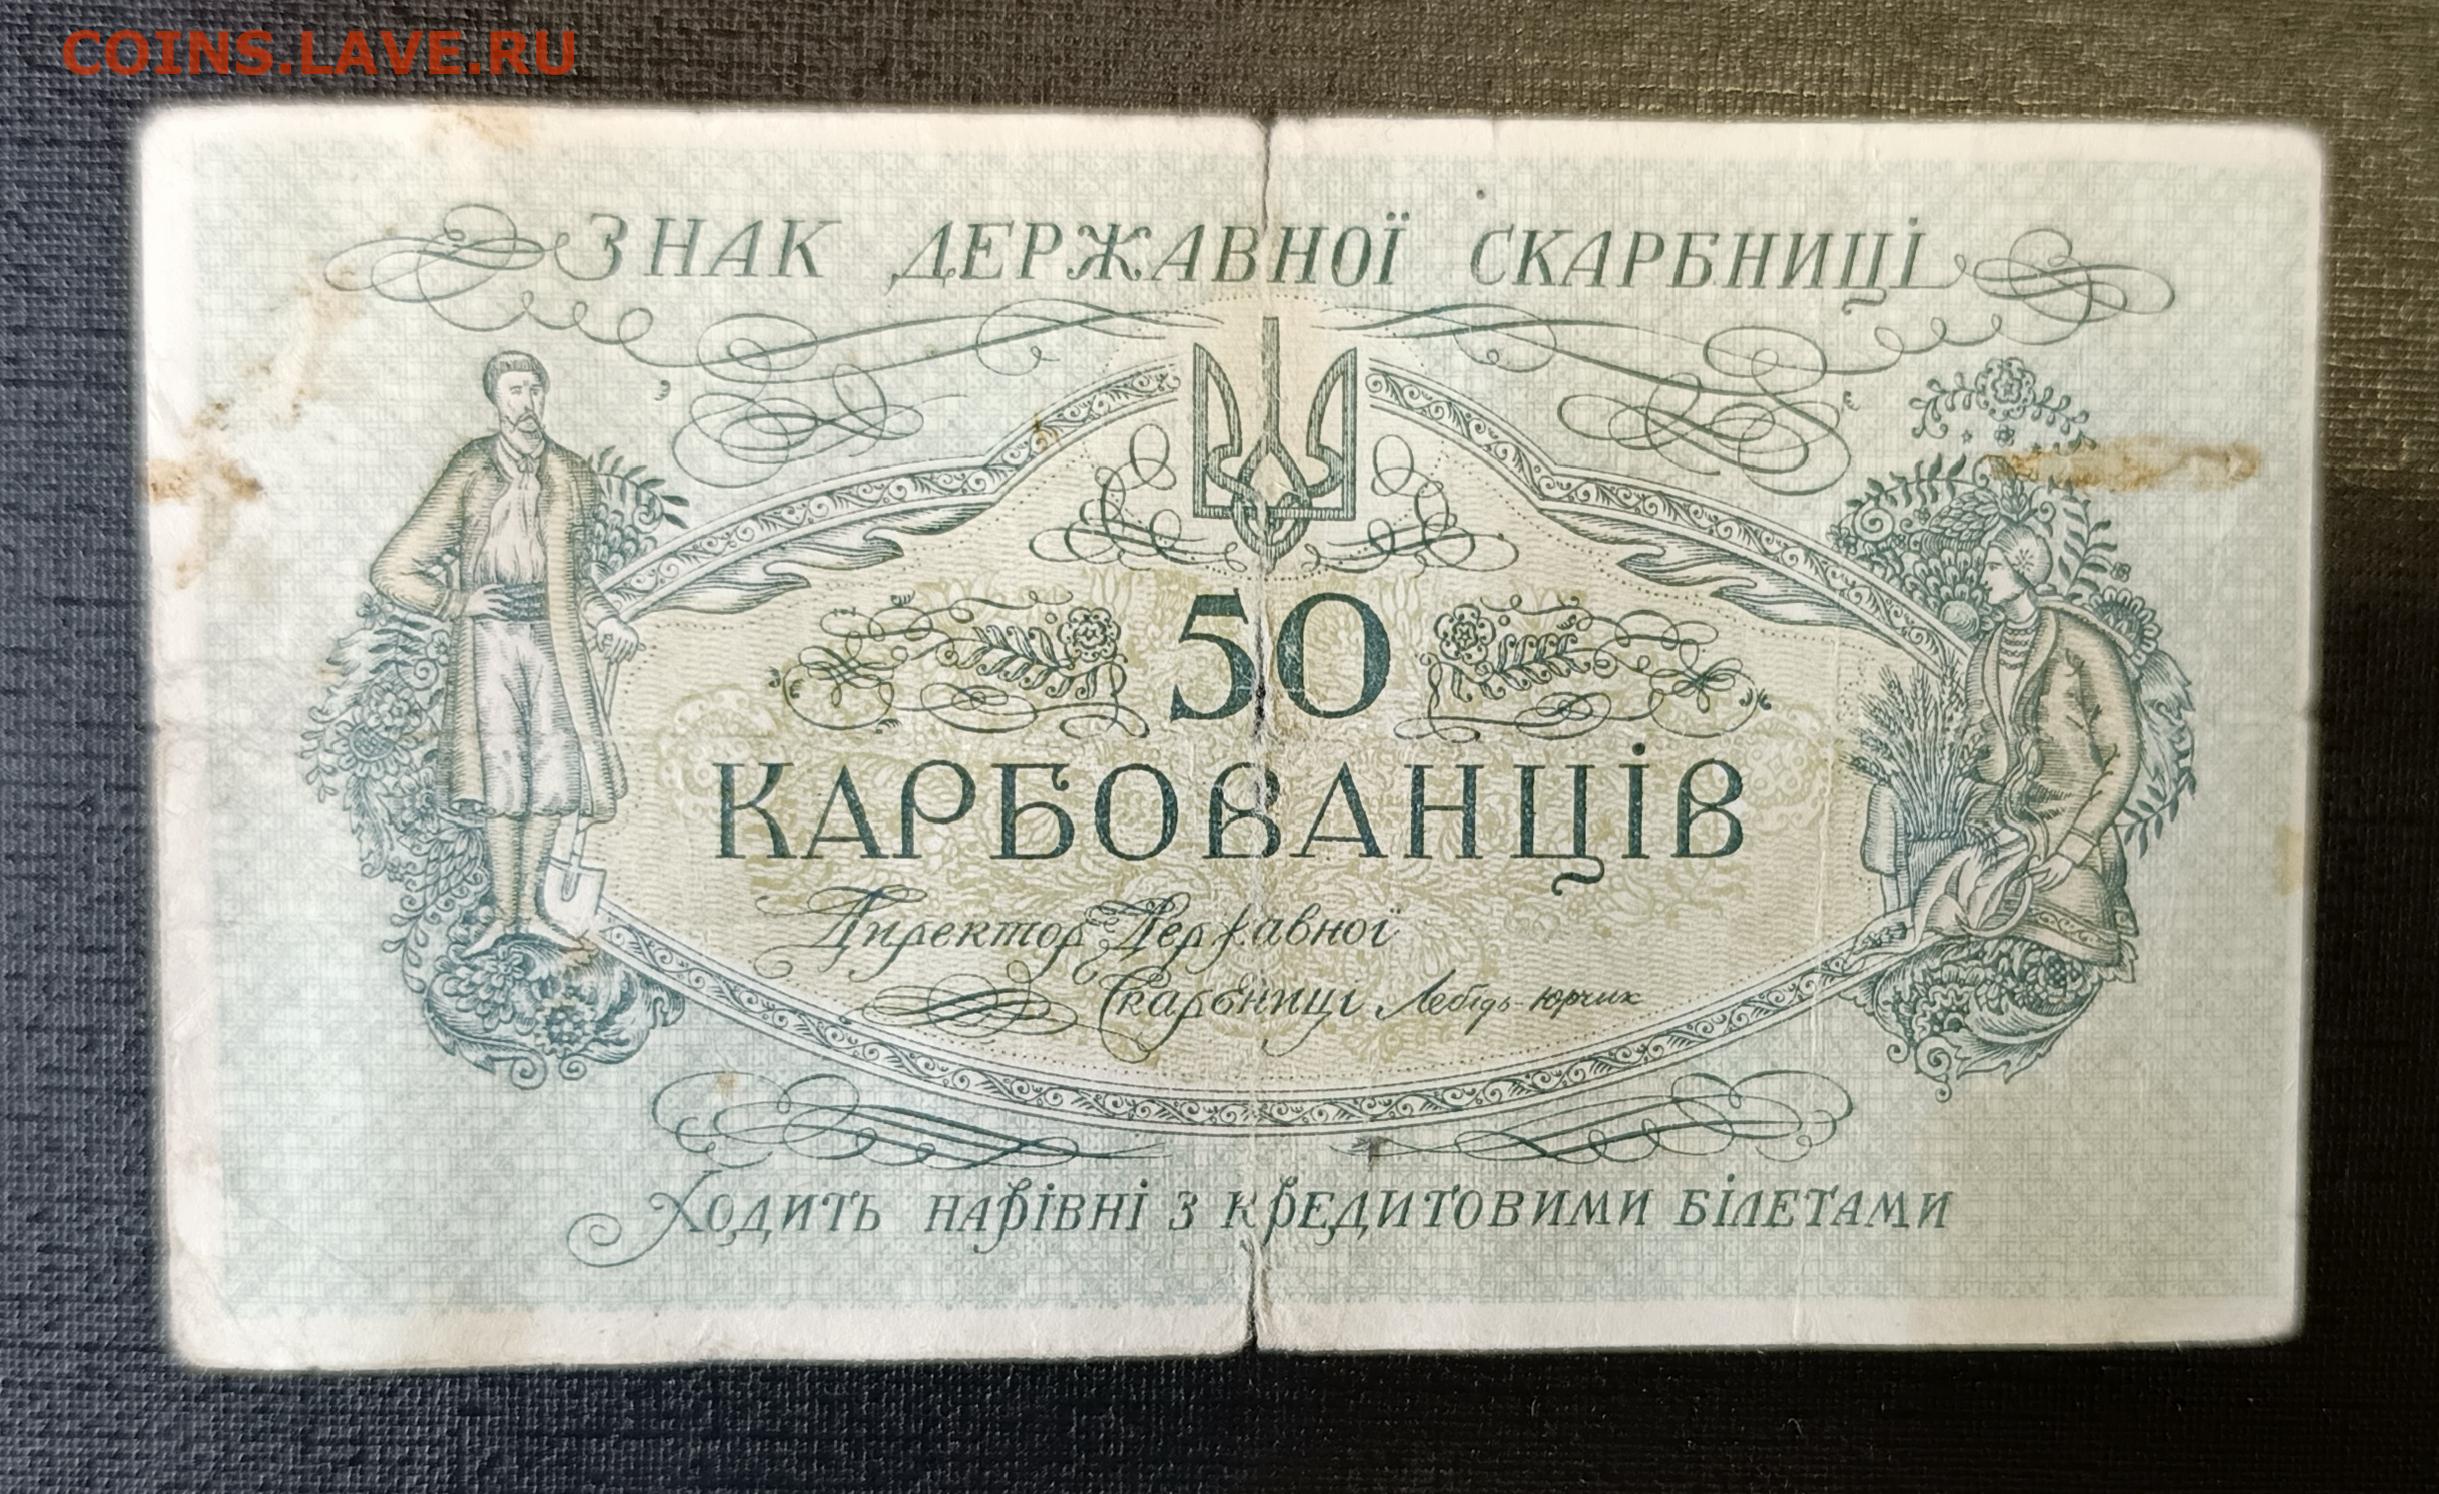 COINS.LAVE.RU
ЗНАК ДЕРЖАВНОЇ СКАРБНИЦІ
50
КАРБОВАНЦІВ
Директор Державної
Скарбниці Лебідь-Юрчик
Ходить нарівні з кредитовими білетами